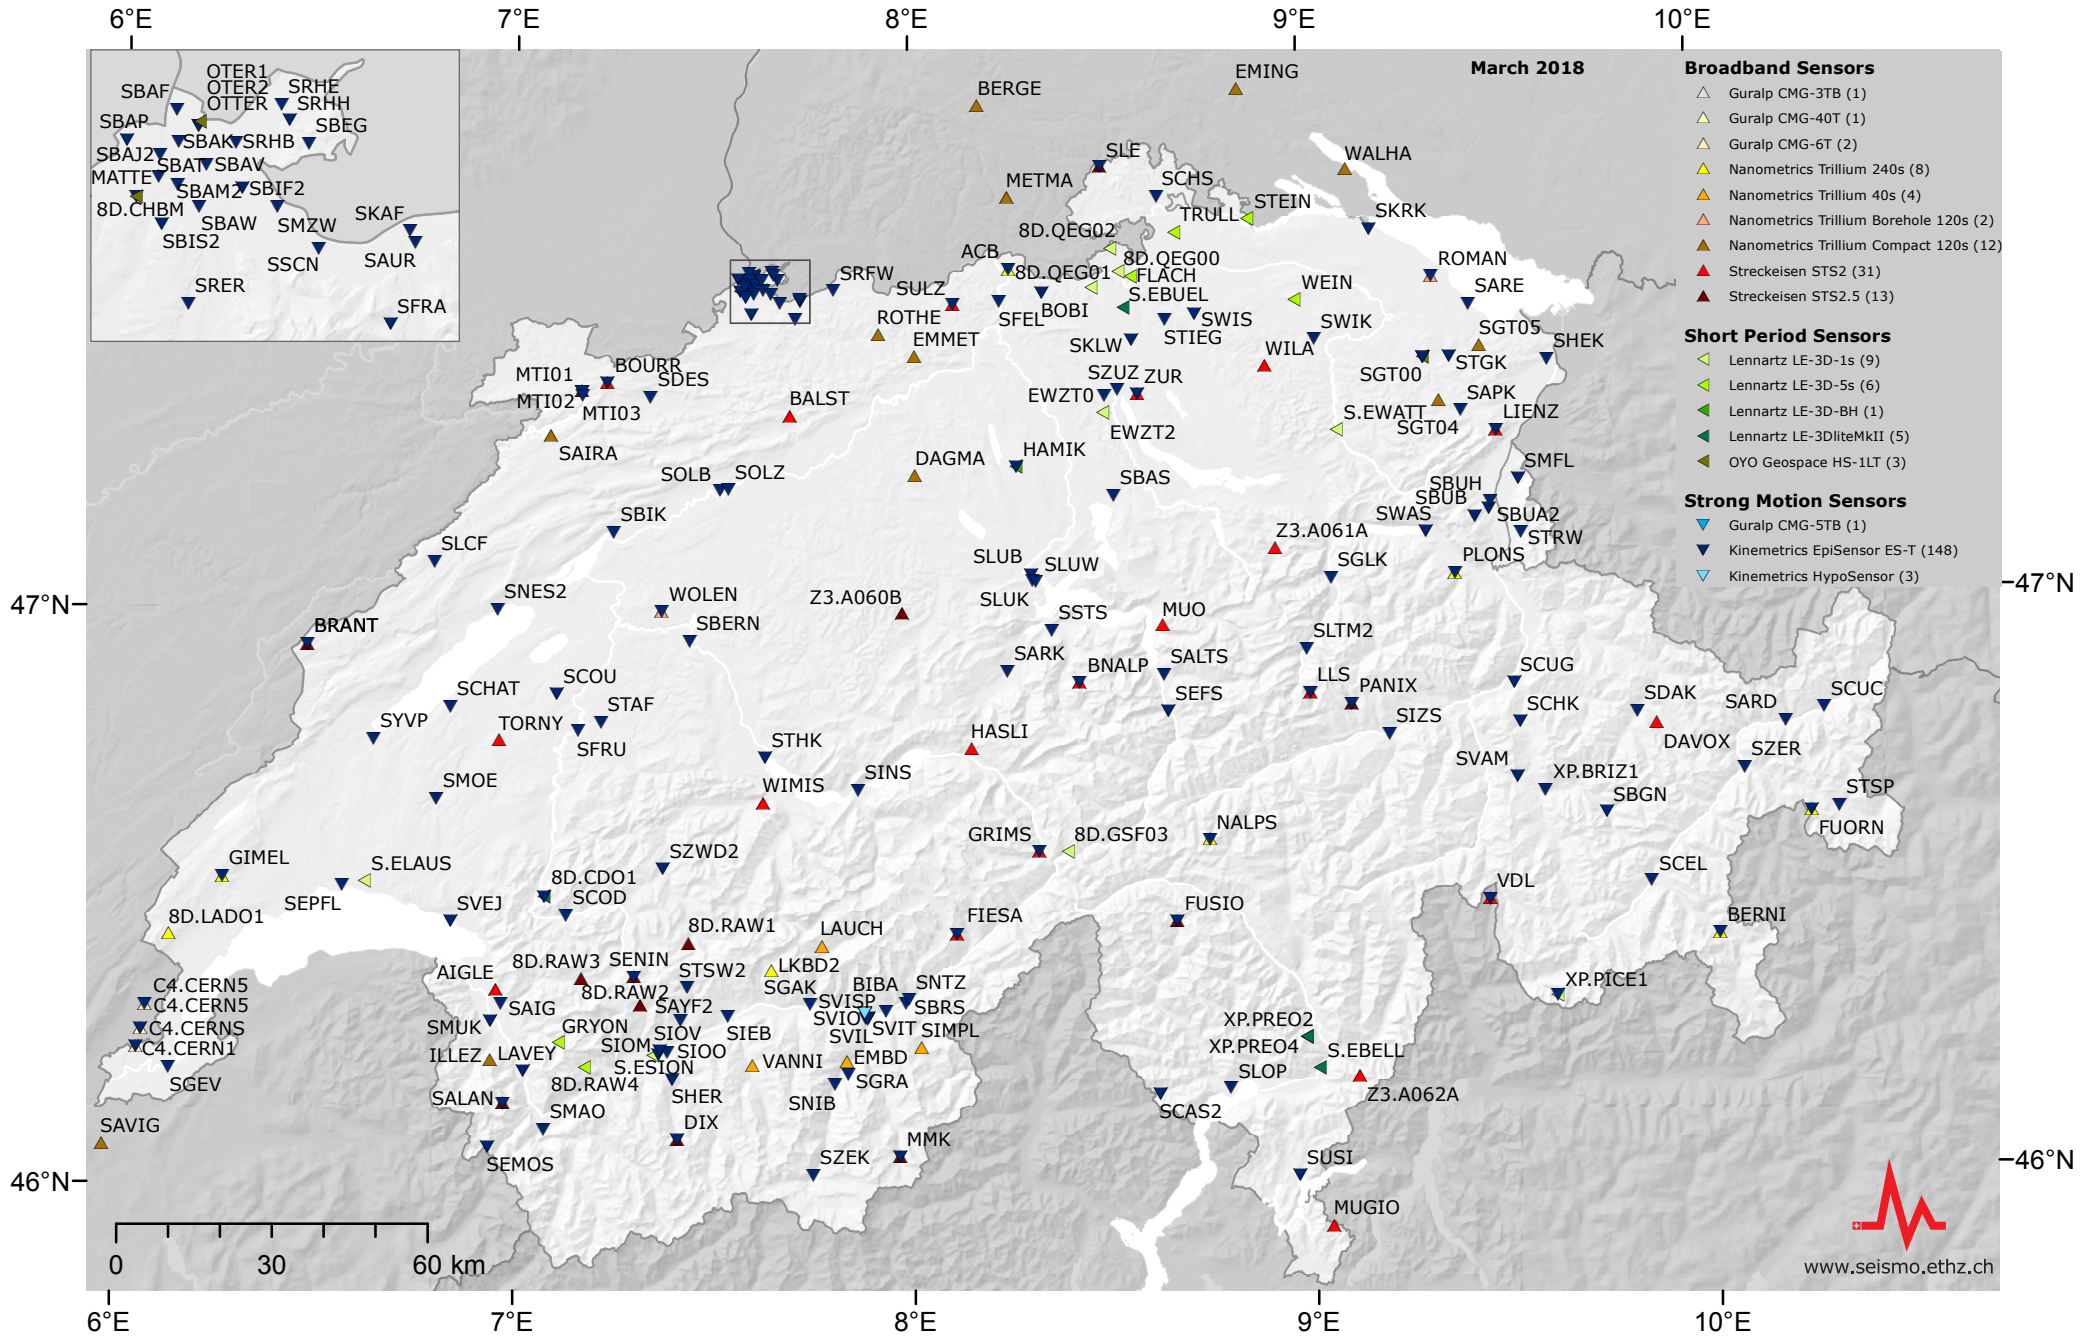 6°E 7°E 8°E 9°E 10°E
March 2018
Broadband Sensors
Guralp CMG-3TB (1)
Guralp CMG-40T (1)
Guralp CMG-6T (2)
Nanometrics Trillium 240s (8)
Nanometrics Trillium 40s (4)
Nanometrics Trillium Borehole 120s (2)
Nanometrics Trillium Compact 120s (12)
Streckeisen STS2 (31)
Streckeisen STS2.5 (13)
Short Period Sensors
Lennartz LE-3D-1s (9)
Lennartz LE-3D-5s (6)
Lennartz LE-3D-BH (1)
Lennartz LE-3DliteMkII (5)
OYO Geospace HS-1LT (3)
Strong Motion Sensors
Guralp CMG-5TB (1)
Kinemetrics EpiSensor ES-T (148)
Kinemetrics HypoSensor (3)
OTER1
OTER2
OTTER
SBAF
SRHE
SRHH
SBAP
SBEG
SBAK
SRHB
SBAJ2
SBAT
SBAV
MATTE
SBAM2
SBIF2
8D.CHBM
SBAW
SMZW
SKAF
SBIS2
SSCN
SAUR
SRER
SFRA
BERGE
EMING
SLE
WALHA
METMA
SCHS
TRULL
STEIN
SKRK
8D.QEG02
ACB
8D.QEG01
8D.QEG00
FLACH
ROMAN
SRFW
SULZ
S.EBUEL
WEIN
SARE
BOBI
SFEL
SWIS
STIEG
SWIK
ROTHE
EMMET
SKLW
WILA
SGT05
SHEK
STGK
SGT00
MTI01
BOURR
SDES
MTI02
MTI03
SZUZ
ZUR
EWZT0
BALST
SAPK
LIENZ
S.EWATT
SGT04
EWZT2
SAIRA
DAGMA
HAMIK
SOLB
SOLZ
SBAS
SMFL
SBUH
SBUB
SBUA2
SWAS
STRW
SBIK
Z3.A061A
SLCF
SLUB
SLUW
SGLK
PLONS
47°N
47°N
SNES2
WOLEN
Z3.A060B
SLUK
SSTS
MUO
BRANT
SBERN
SLTM2
SARK
BNALP
SALTS
SCUG
SCHAT
SCOU
LLS
PANIX
SDAK
SARD
SCUC
STAF
SEFS
SCHK
SYVP
TORNY
SFRU
SIZS
HASLI
DAVOX
SZER
STHK
SMOE
SINS
SVAM
XP.BRIZ1
WIMIS
SBGN
STSP
FUORN
GRIMS
8D.GSF03
NALPS
GIMEL
S.ELAUS
SZWD2
SCEL
SEPFL
8D.CDO1
SCOD
VDL
8D.LADO1
SVEJ
8D.RAW1
LAUCH
FIESA
FUSIO
BERNI
AIGLE
8D.RAW3
SENIN
STSW2
LKBD2
SGAK
BIBA
SNTZ
XP.PICE1
C4.CERN5
C4.CERN5
SAIG
8D.RAW2
SAYF2
SVISP
SBRS
C4.CERNS
SMUK
GRYON
SIOV
SIEB
SVIO
SVIT
SVIL
SIMPL
XP.PREO2
C4.CERN1
ILLEZ
LAVEY
SIOM
SIOO
S.ESION
VANNI
EMBD
XP.PREO4
S.EBELL
SGEV
8D.RAW4
SGRA
SLOP
SALAN
SMAO
SHER
SNIB
SCAS2
Z3.A062A
SAVIG
DIX
MMK
SEMOS
SZEK
SUSI
46°N
46°N
MUGIO
0 30 60 km
www.seismo.ethz.ch
6°E 7°E 8°E 9°E 10°E